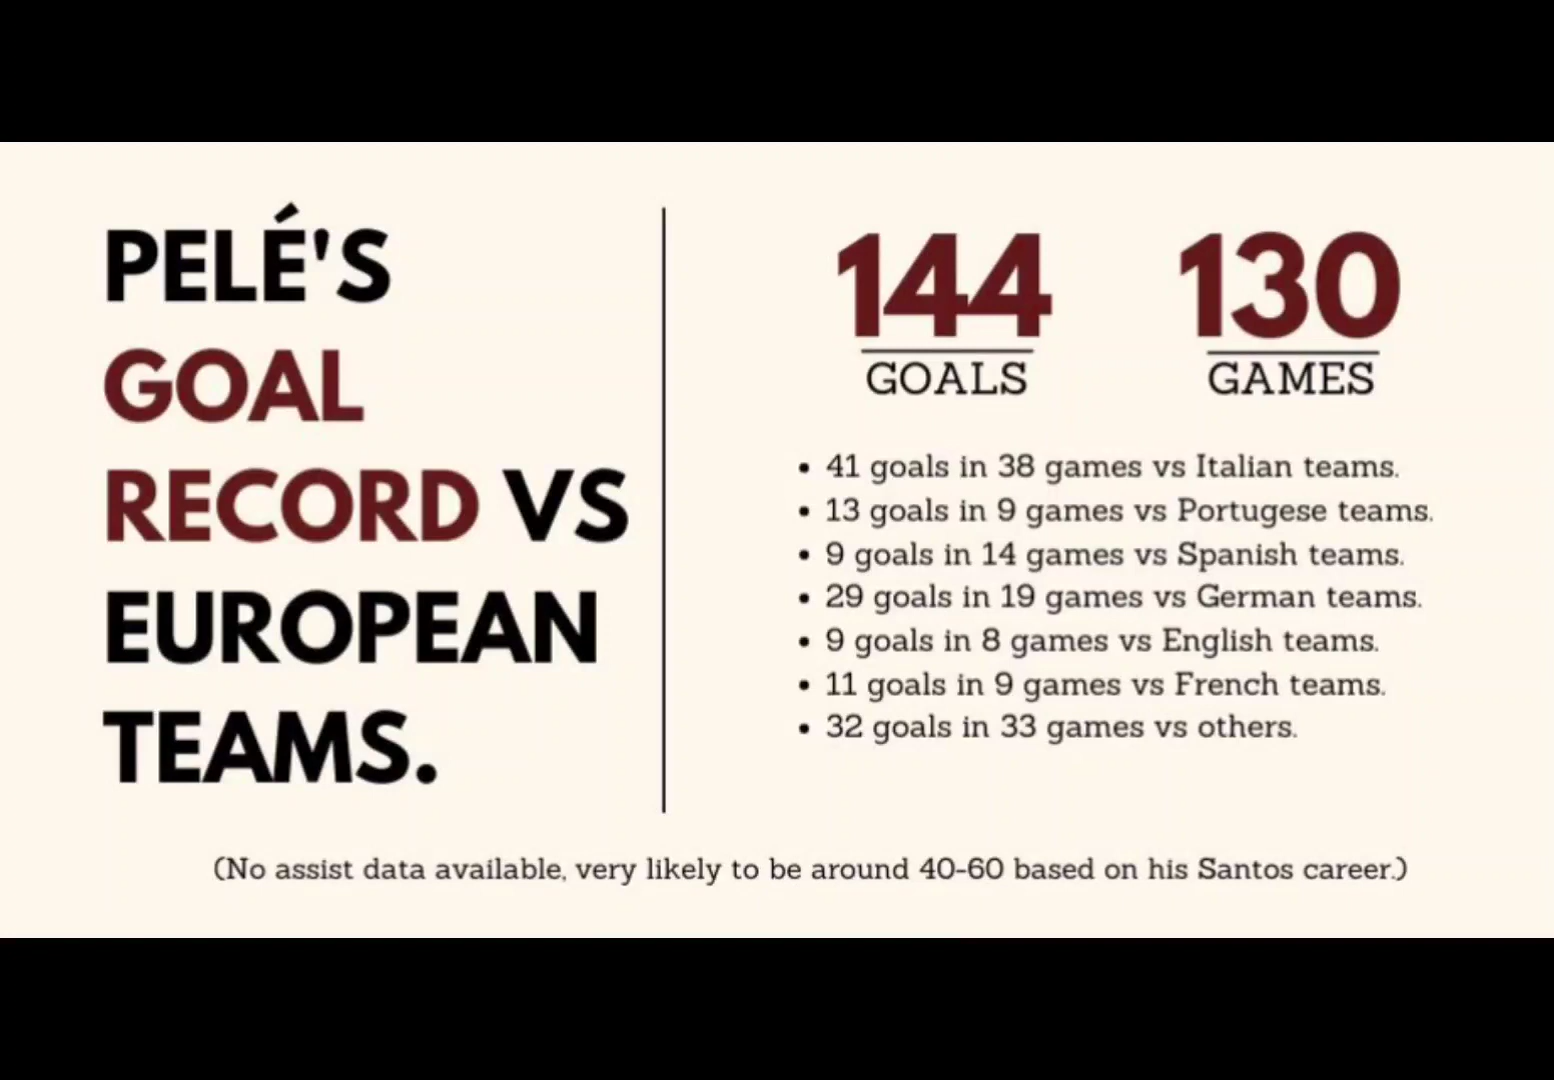 PELÉ'S
GOAL
RECORD VS
EUROPEAN
TEAMS.
144
GOALS
130
GAMES
• 41 goals in 38 games vs Italian teams.
• 13 goals in 9 games vs Portugese teams.
• 9 goals in 14 games vs Spanish teams.
• 29 goals in 19 games vs German teams.
• 9 goals in 8 games vs English teams.
• 11 goals in 9 games vs French teams.
• 32 goals in 33 games vs others.
(No assist data available, very likely to be around 40-60 based on his Santos career.)